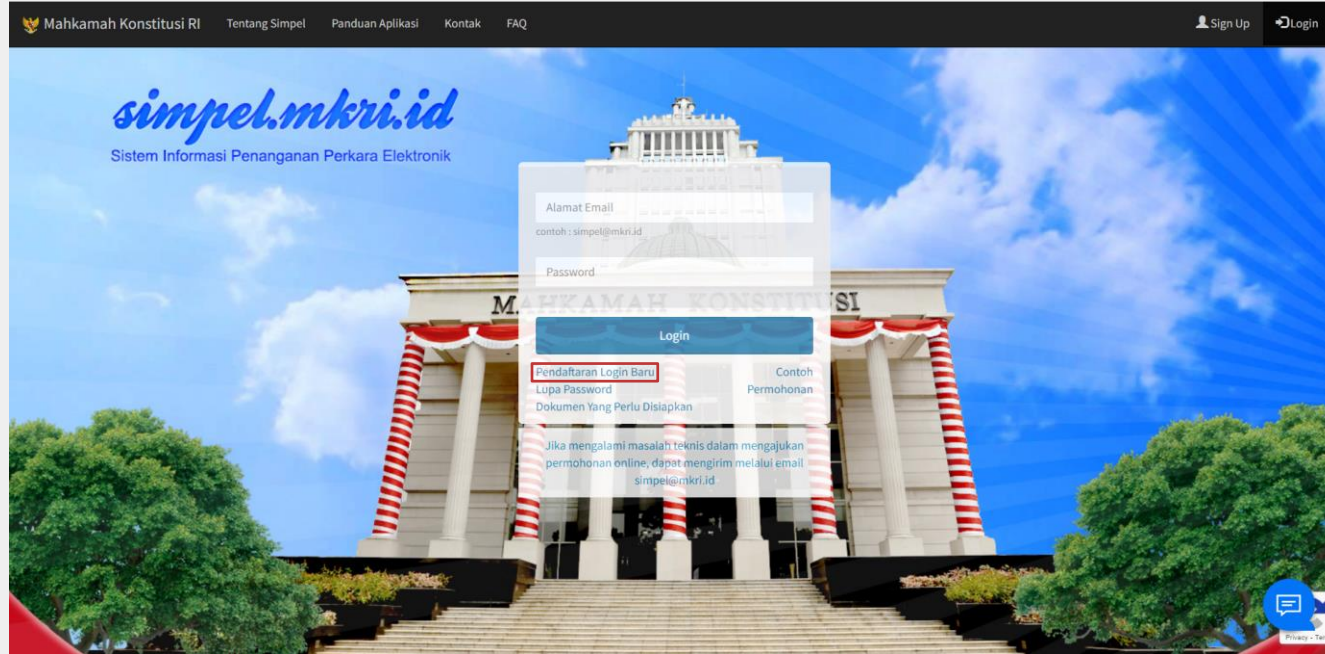 Mahkamah Konstitusi RI Tentang Simpel Panduan Aplikasi Kontak FAQ Sign Up Login
simpel.mkri.id
Sistem Informasi Penanganan Perkara Elektronik
Alamat Email
contoh : simpel@mkri.id
Password
MAHKAMAH KONSTITUSI
Login
Pendaftaran Login Baru
Contoh Permohonan
Lupa Password
Dokumen Yang Perlu Disiapkan
Jika mengalami masalah teknis dalam mengajukan
permohonan online, dapat mengirim melalui email
simpel@mkri.id
Privacy -